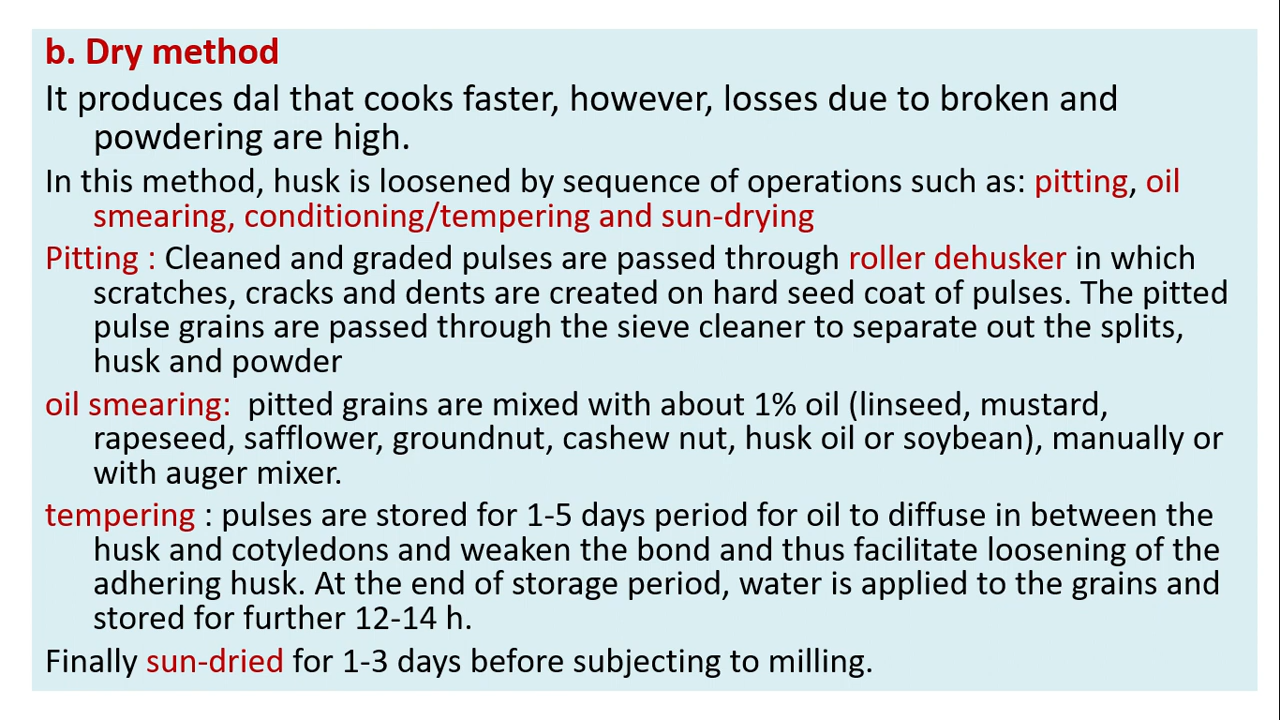 b. Dry method
It produces dal that cooks faster, however, losses due to broken and
powdering are high.
In this method, husk is loosened by sequence of operations such as: pitting, oil
smearing, conditioning/tempering and sun-drying
Pitting : Cleaned and graded pulses are passed through roller dehusker in which
scratches, cracks and dents are created on hard seed coat of pulses. The pitted
pulse grains are passed through the sieve cleaner to separate out the splits,
husk and powder
oil smearing: pitted grains are mixed with about 1% oil (linseed, mustard,
rapeseed, safflower, groundnut, cashew nut, husk oil or soybean), manually or
with auger mixer.
tempering : pulses are stored for 1-5 days period for oil to diffuse in between the
husk and cotyledons and weaken the bond and thus facilitate loosening of the
adhering husk. At the end of storage period, water is applied to the grains and
stored for further 12-14 h.
Finally sun-dried for 1-3 days before subjecting to milling.